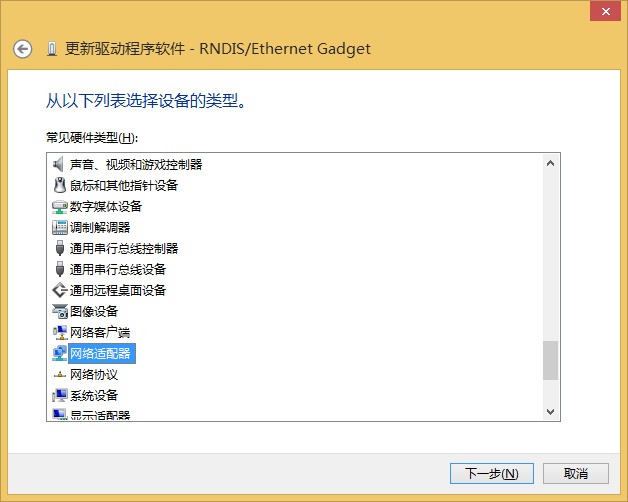 更新驱动程序软件 - RNDIS/Ethernet Gadget
从以下列表选择设备的类型。
常见硬件类型(H):
声音、视频和游戏控制器
鼠标和其他指针设备
数字媒体设备
调制解调器
通用串行总线控制器
通用串行总线设备
通用远程桌面设备
图像设备
网络客户端
网络适配器
网络协议
系统设备
显示适配器
下一步(N)
取消